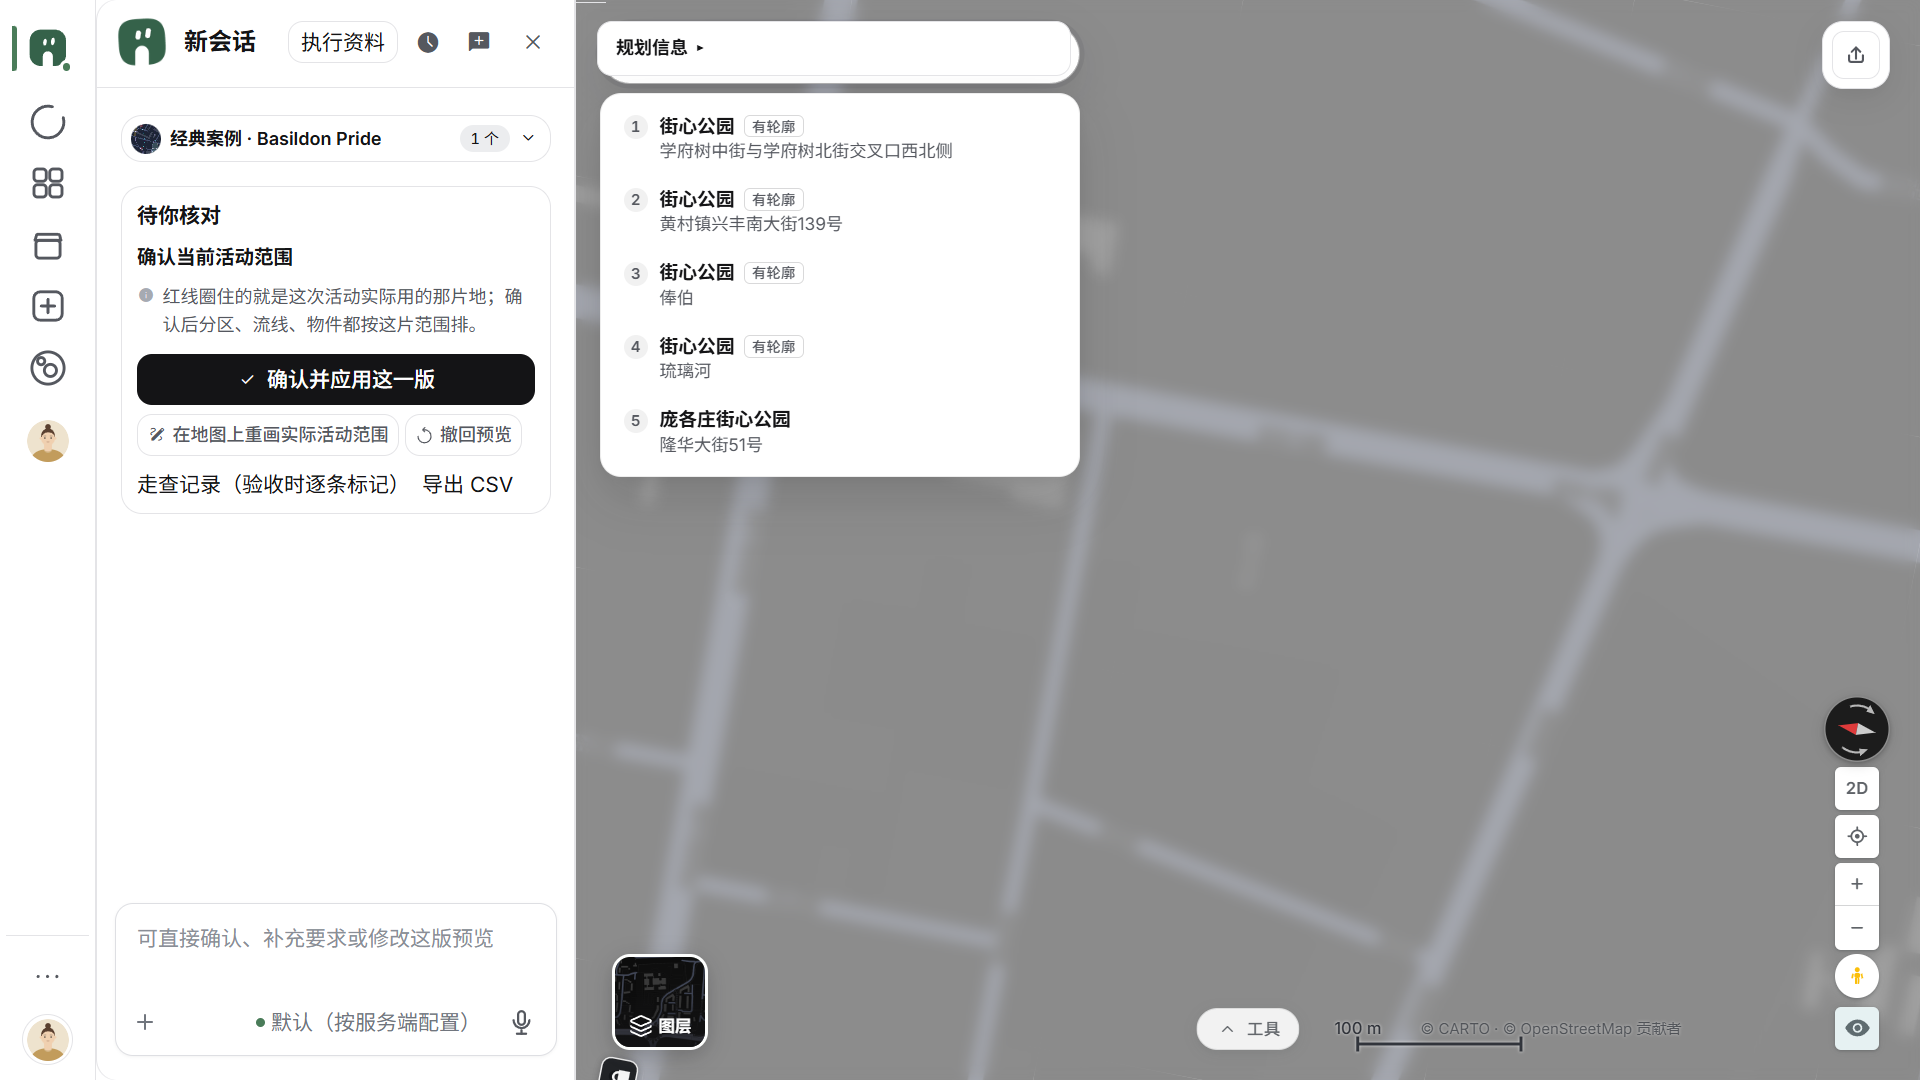 新会话
执行资料
经典案例 · Basildon Pride
1 个
待你核对
确认当前活动范围
红线圈住的就是这次活动实际用的那片地；确
认后分区、流线、物件都按这片范围排。
确认并应用这一版
在地图上重画实际活动范围
撤回预览
走查记录（验收时逐条标记）
导出 CSV
可直接确认、补充要求或修改这版预览
默认（按服务端配置）
规划信息 ▸
1 街心公园 有轮廓
学府树中街与学府树北街交叉口西北侧
2 街心公园 有轮廓
黄村镇兴丰南大街139号
3 街心公园 有轮廓
俸伯
4 街心公园 有轮廓
琉璃河
5 庞各庄街心公园
隆华大街51号
图层
工具
100 m
© CARTO · © OpenStreetMap 贡献者
2D